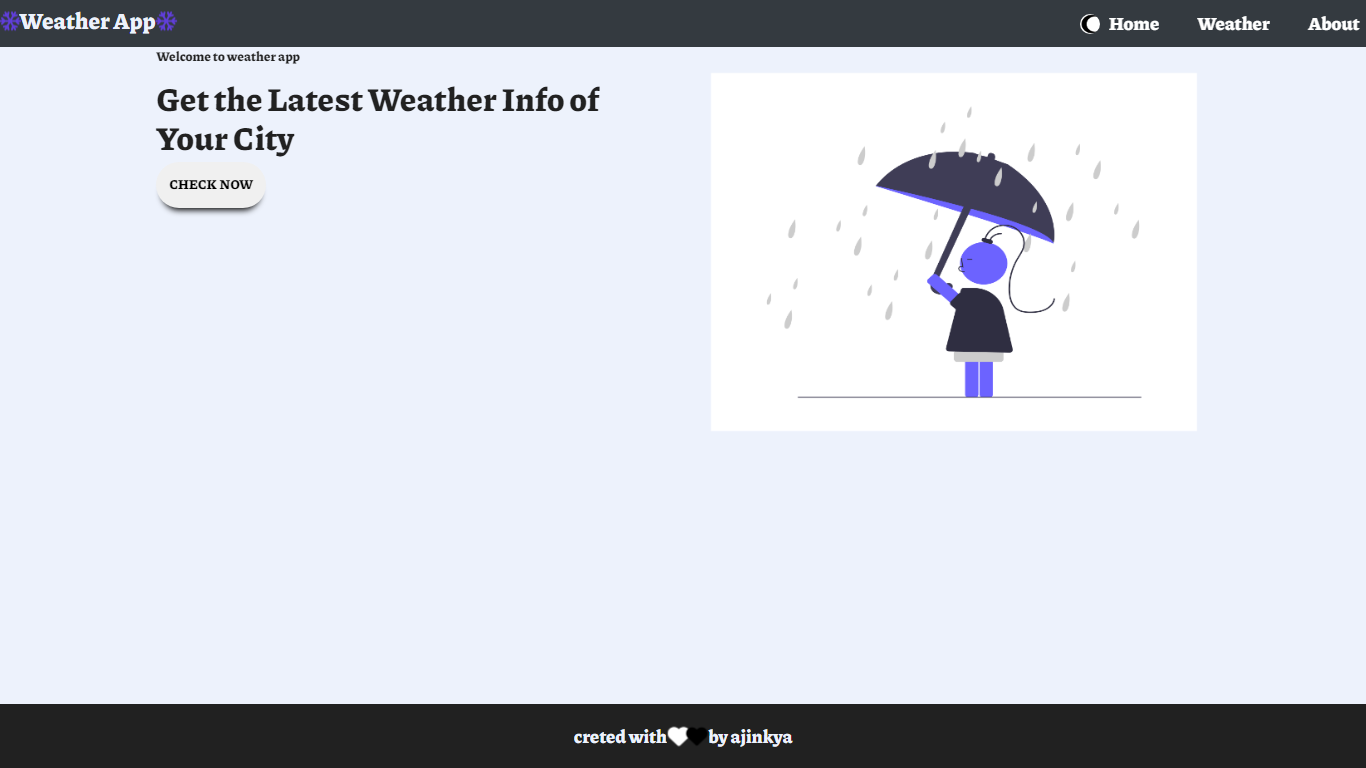 ❄Weather App❄
Home Weather About
Welcome to weather app
Get the Latest Weather Info of
Your City
CHECK NOW
creted with🤍🖤by ajinkya